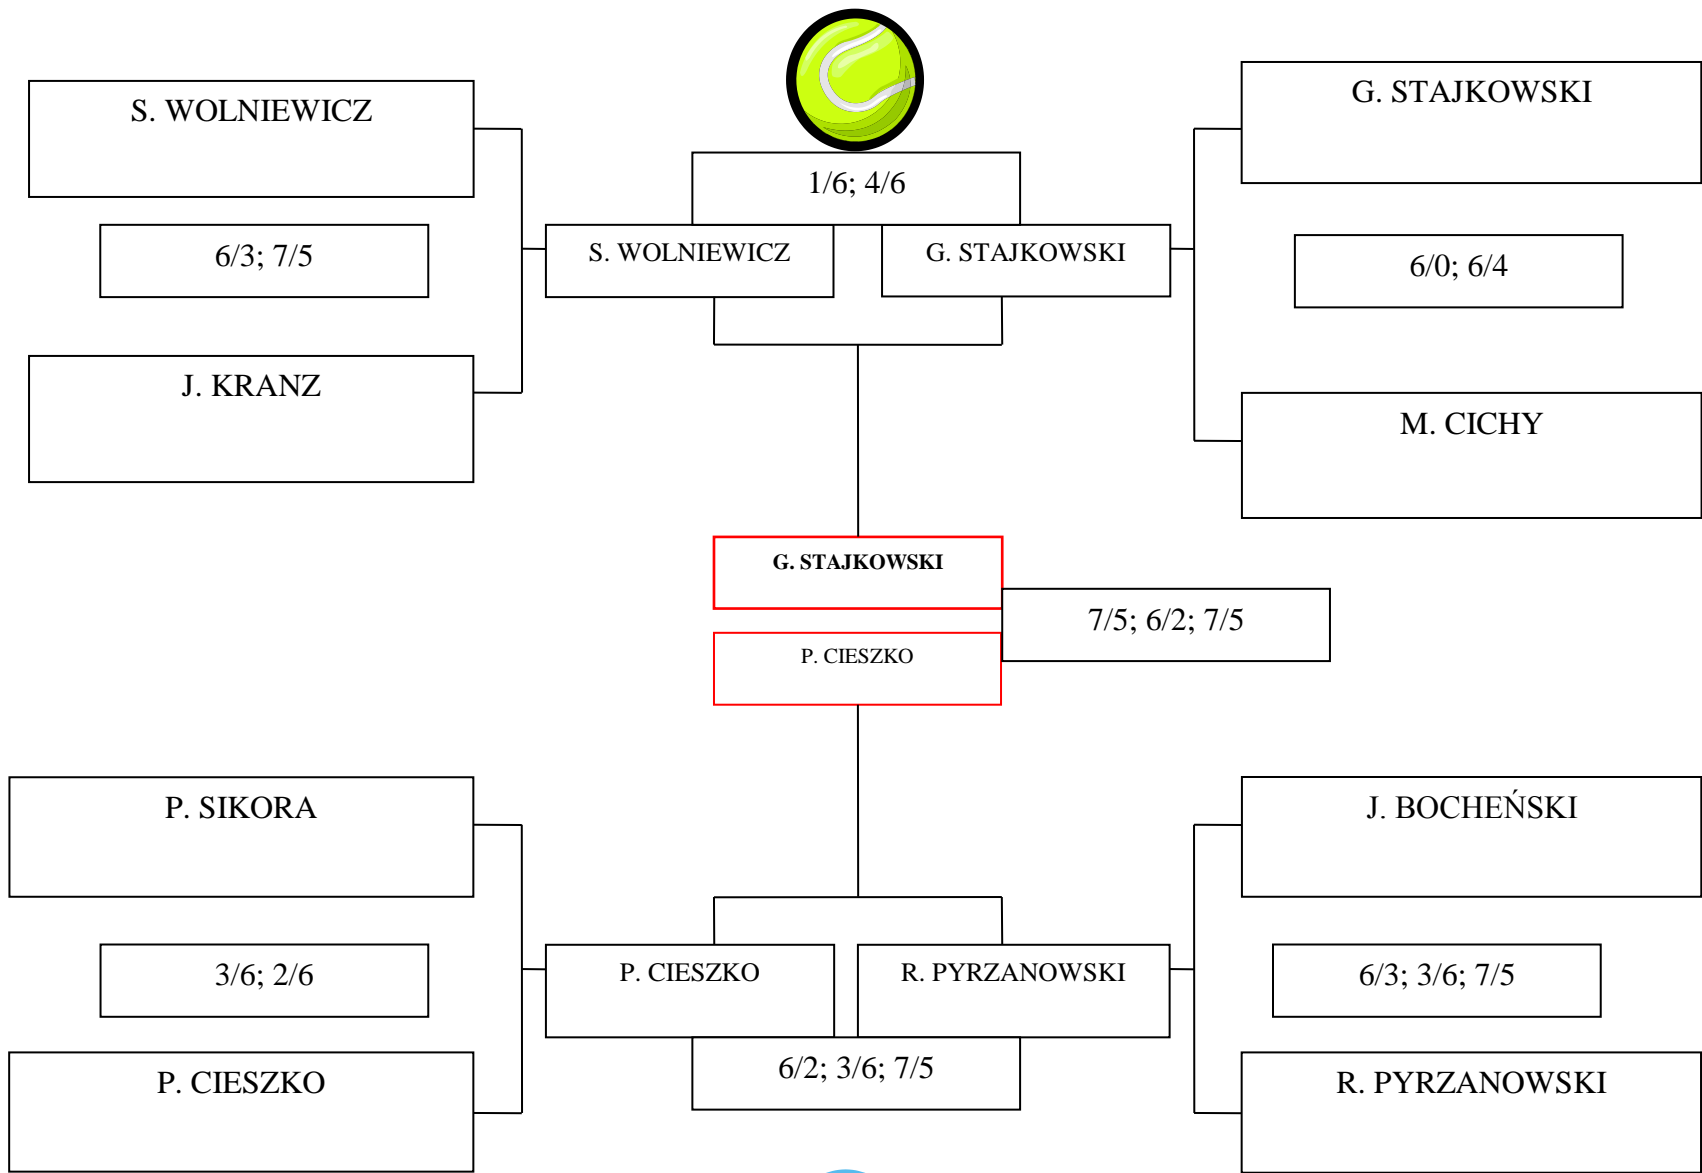 S. WOLNIEWICZ
G. STAJKOWSKI
1/6; 4/6
6/3; 7/5
S. WOLNIEWICZ
G. STAJKOWSKI
6/0; 6/4
J. KRANZ
M. CICHY
G. STAJKOWSKI
7/5; 6/2; 7/5
P. CIESZKO
P. SIKORA
J. BOCHEŃSKI
3/6; 2/6
P. CIESZKO
R. PYRZANOWSKI
6/3; 3/6; 7/5
6/2; 3/6; 7/5
P. CIESZKO
R. PYRZANOWSKI